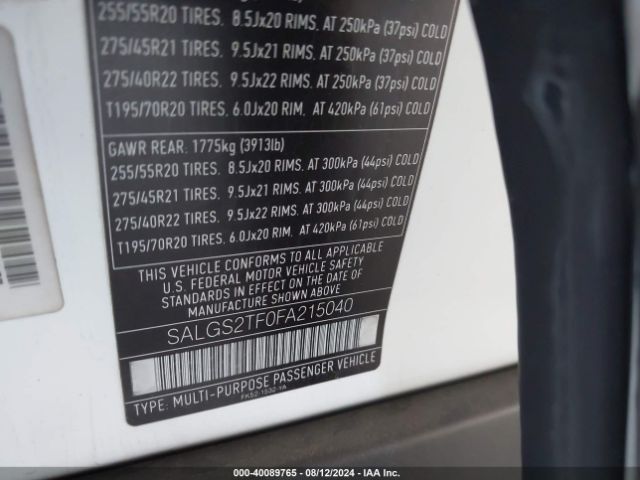 255/55R20 TIRES. 8.5Jx20 RIMS. AT 250kPa (37psi) COLD
275/45R21 TIRES. 9.5Jx21 RIMS. AT 250kPa (37psi) COLD
275/40R22 TIRES. 9.5Jx22 RIMS. AT 250kPa (37psi) COLD
T195/70R20 TIRES. 6.0Jx20 RIM. AT 420kPa (61psi) COLD
GAWR REAR. 1775kg (3913lb)
255/55R20 TIRES. 8.5Jx20 RIMS. AT 300kPa (44psi) COLD
275/45R21 TIRES. 9.5Jx21 RIMS. AT 300kPa (44psi) COLD
275/40R22 TIRES. 9.5Jx22 RIMS. AT 300kPa (44psi) COLD
T195/70R20 TIRES. 6.0Jx20 RIM. AT 420kPa (61psi) COLD
THIS VEHICLE CONFORMS TO ALL APPLICABLE
U.S. FEDERAL MOTOR VEHICLE SAFETY
STANDARDS IN EFFECT ON THE DATE OF
MANUFACTURE SHOWN ABOVE
SALGS2TF0FA215040
TYPE: MULTI-PURPOSE PASSENGER VEHICLE
000-40089765 - 08/12/2024 - IAA Inc.